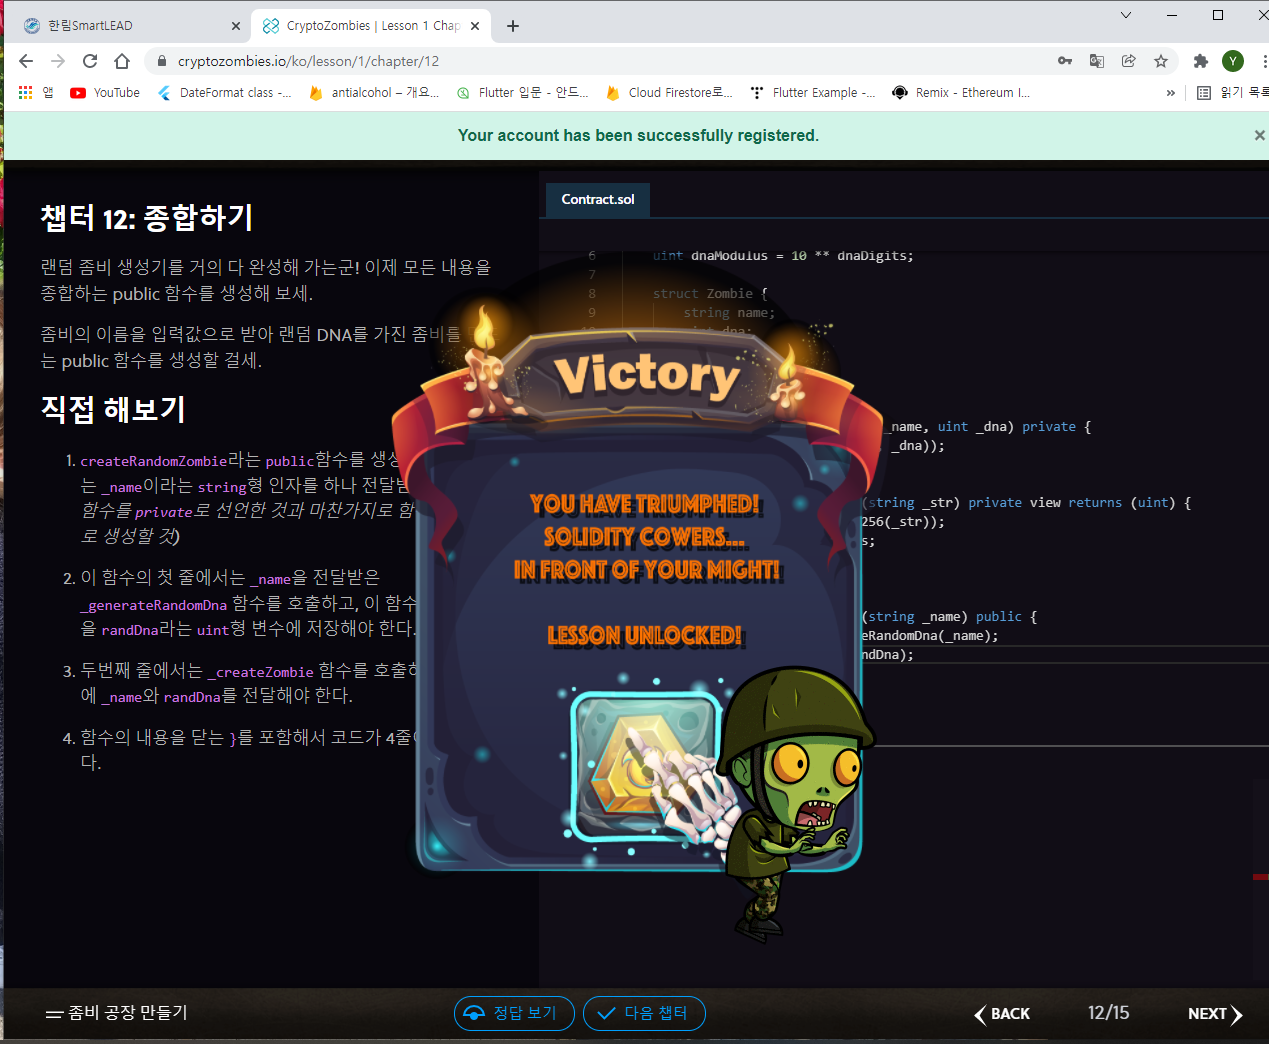 한림SmartLEAD
CryptoZombies | Lesson 1 Chap
cryptozombies.io/ko/lesson/1/chapter/12
Y
앱 YouTube DateFormat class -... antialcohol – 개요... Flutter 입문 - 안드... Cloud Firestore로... Flutter Example -... Remix - Ethereum I... » 읽기 목록
Your account has been successfully registered.
챕터 12: 종합하기
랜덤 좀비 생성기를 거의 다 완성해 가는군! 이제 모든 내용을
종합하는 public 함수를 생성해 보세.
좀비의 이름을 입력값으로 받아 랜덤 DNA를 가진 좀비를
는 public 함수를 생성할 걸세.
직접 해보기
1. createRandomZombie라는 public함수를 생성
는 _name이라는 string형 인자를 하나 전달받
함수를 private로 선언한 것과 마찬가지로 함
로 생성할 것)
2. 이 함수의 첫 줄에서는 _name을 전달받은
_generateRandomDna 함수를 호출하고, 이 함수
을 randDna라는 uint형 변수에 저장해야 한다.
3. 두번째 줄에서는 _createZombie 함수를 호출하
에 _name와 randDna를 전달해야 한다.
4. 함수의 내용을 닫는 }를 포함해서 코드가 4줄이
다.
Contract.sol
6 uint dnaModulus = 10 ** dnaDigits;
7
8 struct Zombie {
9 string name;
dna;
_name, uint _dna) private {
_dna));
(string _str) private view returns (uint) {
256(_str));
s;
(string _name) public {
eRandomDna(_name);
ndDna);
Victory
YOU HAVE TRIUMPHED!
SOLIDITY COWERS...
IN FRONT OF YOUR MIGHT!
LESSON UNLOCKED!
좀비 공장 만들기
정답 보기
다음 챕터
BACK
12/15
NEXT